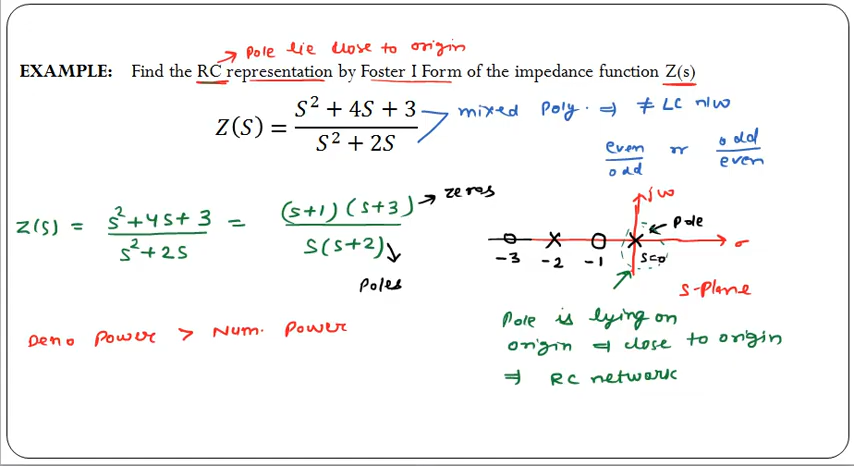 → Pole lie close to origin
EXAMPLE: Find the RC representation by Foster I Form of the impedance function Z(s)
Z(S) = (S² + 4S + 3) / (S² + 2S)
mixed Poly. ⇒ ≠ LC n/w
even/odd or odd/even
Z(s) = (s²+4s+3) / (s²+2s) = ((s+1)(s+3)) / (s(s+2))
→ zeros
Poles
jω
Pole
-3 -2 -1 s=0 σ
s-plane
Deno Power > Num. Power
Pole is lying on
origin ⇒ close to origin
⇒ RC network